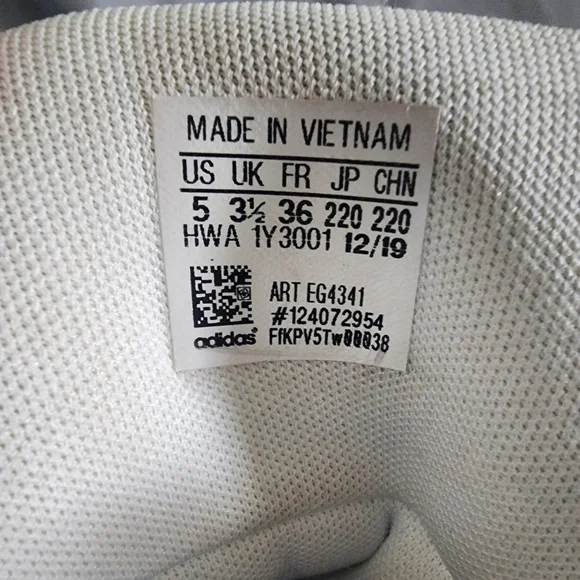 MADE IN VIETNAM
US UK FR JP CHN
5 3½ 36 220 220
HWA 1Y3001 12/19
ART EG4341
#124072954
adidas FfKPV5Tw00038